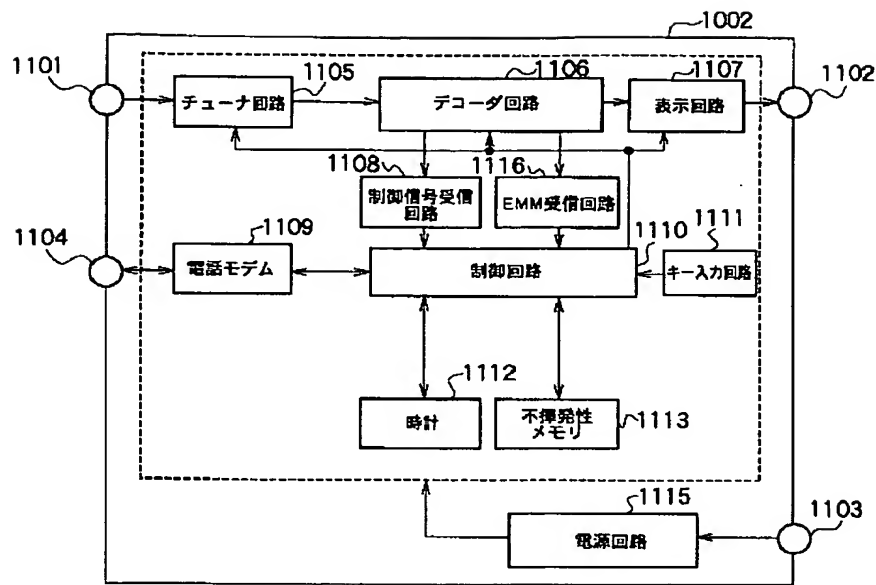 1002
1101
1105
1106
1107
1102
チューナ回路
デコーダ回路
表示回路
1108
1116
制御信号受信
回路
EMM受信回路
1104
1109
1110
1111
電話モデム
制御回路
キー入力回路
1112
時計
不揮発性
メモリ
1113
1115
1103
電源回路